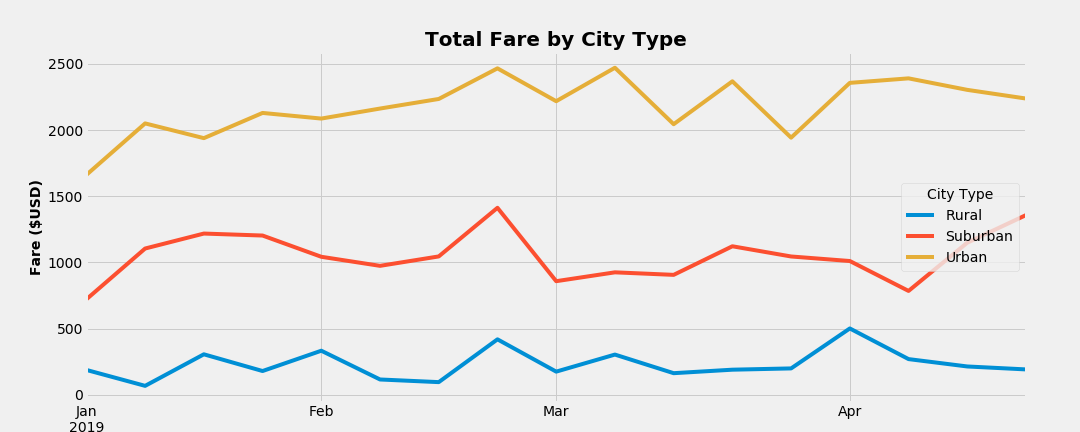 Total Fare by City Type
Fare ($USD)
2500
2000
1500
1000
500
0
City Type
Rural
Suburban
Urban
Jan Feb Mar Apr
2019